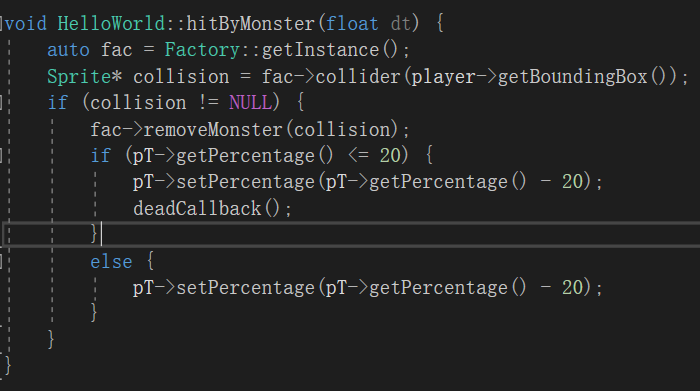 void HelloWorld::hitByMonster(float dt) {
    auto fac = Factory::getInstance();
    Sprite* collision = fac->collider(player->getBoundingBox());
    if (collision != NULL) {
        fac->removeMonster(collision);
        if (pT->getPercentage() <= 20) {
            pT->setPercentage(pT->getPercentage() - 20);
            deadCallback();
        }
        else {
            pT->setPercentage(pT->getPercentage() - 20);
        }
    }
}